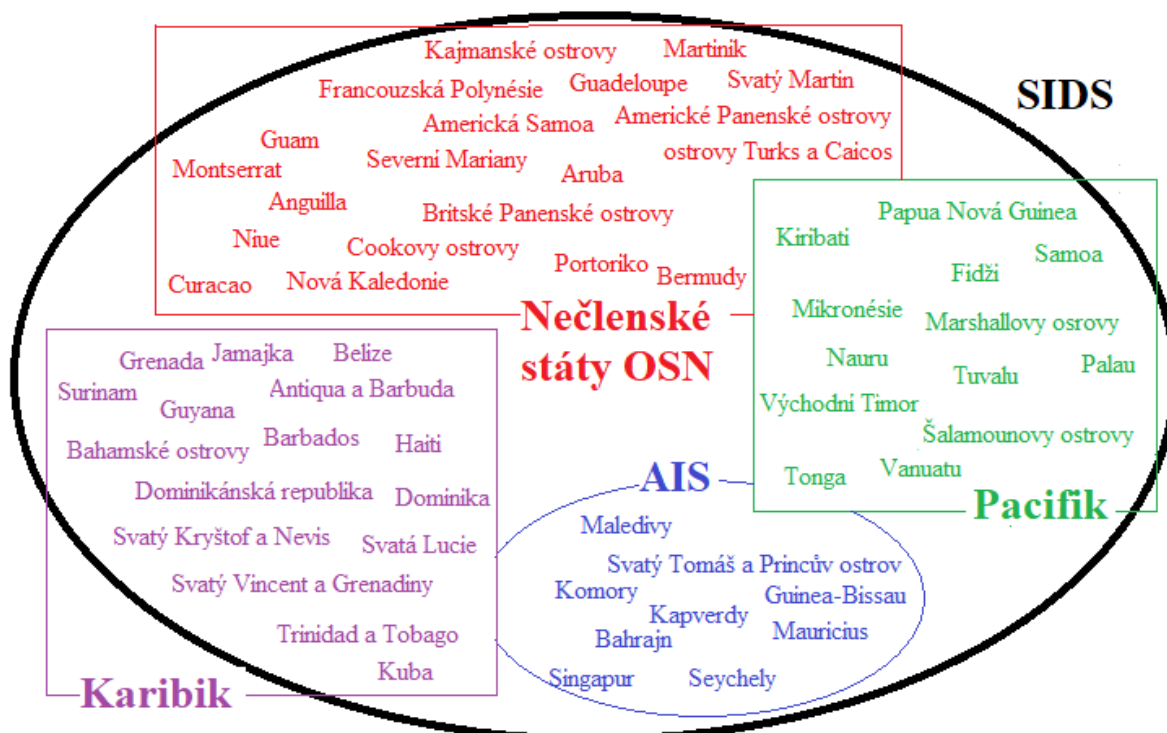 SIDS
Kajmanské ostrovy
Martinik
Francouzská Polynésie
Guadeloupe
Svatý Martin
Americká Samoa
Americké Panenské ostrovy
Guam
Severní Mariany
ostrovy Turks a Caicos
Montserrat
Aruba
Anguilla
Britské Panenské ostrovy
Niue
Cookovy ostrovy
Portoriko
Bermudy
Curacao
Nová Kaledonie
Nečlenské
státy OSN
Papua Nová Guinea
Kiribati
Samoa
Fidži
Mikronésie
Marshallovy osrovy
Nauru
Tuvalu
Palau
Východní Timor
Šalamounovy ostrovy
Tonga
Vanuatu
Pacifik
Grenada
Jamajka
Belize
Surinam
Antiqua a Barbuda
Guyana
Bahamské ostrovy
Barbados
Haiti
Dominikánská republika
Dominika
Svatý Kryštof a Nevis
Svatá Lucie
Svatý Vincent a Grenadiny
Trinidad a Tobago
Kuba
Karibik
AIS
Maledivy
Svatý Tomáš a Princův ostrov
Komory
Guinea-Bissau
Kapverdy
Bahrajn
Mauricius
Singapur
Seychely